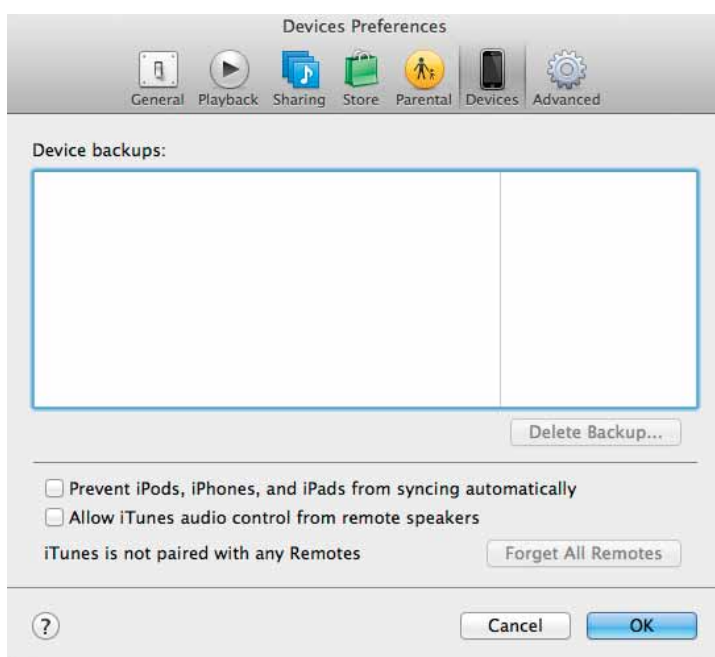 Devices Preferences
General Playback Sharing Store Parental Devices Advanced
Device backups:
Delete Backup...
Prevent iPods, iPhones, and iPads from syncing automatically
Allow iTunes audio control from remote speakers
iTunes is not paired with any Remotes Forget All Remotes
? Cancel OK